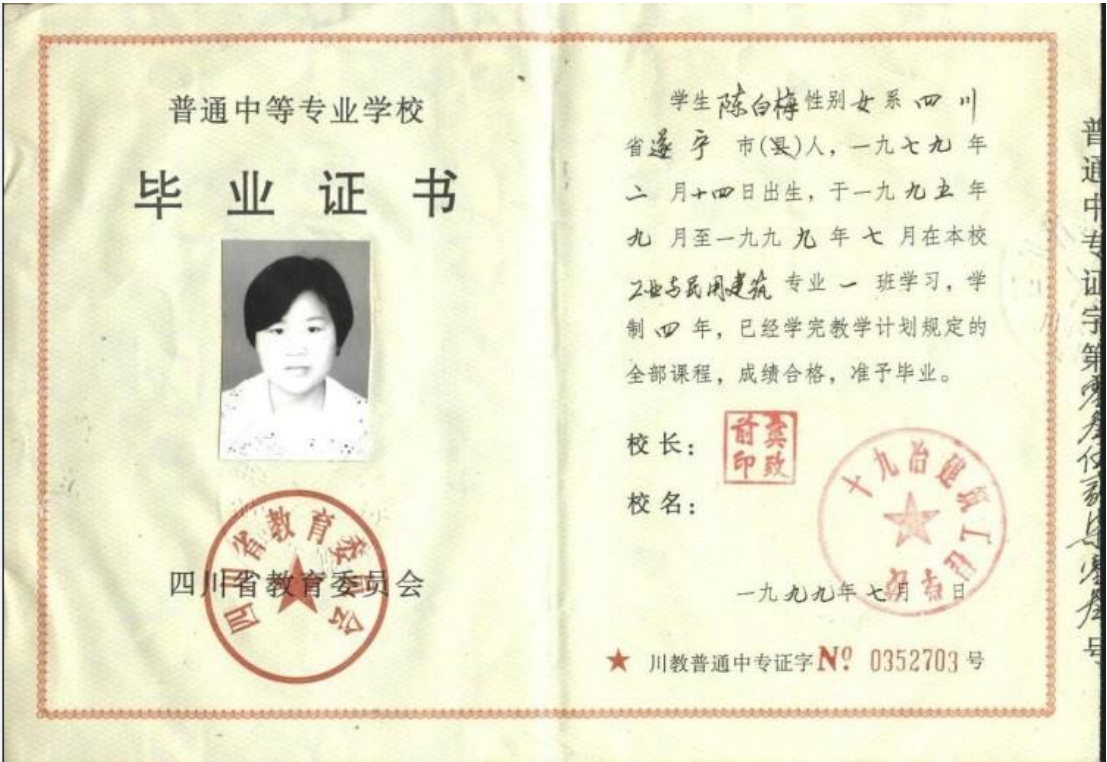 普通中等专业学校
毕业证书
四川省教育委员会
四川省教育委员会
学生陈白梅性别女系四川
省遂宁 市(县)人，一九七九年
二月十四日出生，于一九九五年
九月至一九九九年七月在本校
工业与民用建筑专业一班学习，学
制四年，已经学完教学计划规定的
全部课程，成绩合格，准予毕业。
校长：
龚致前印
校名：
十九冶建筑工程
一九九九年七月 日
★ 川教普通中专证字Nº 0352703号
普通中专证字第 号